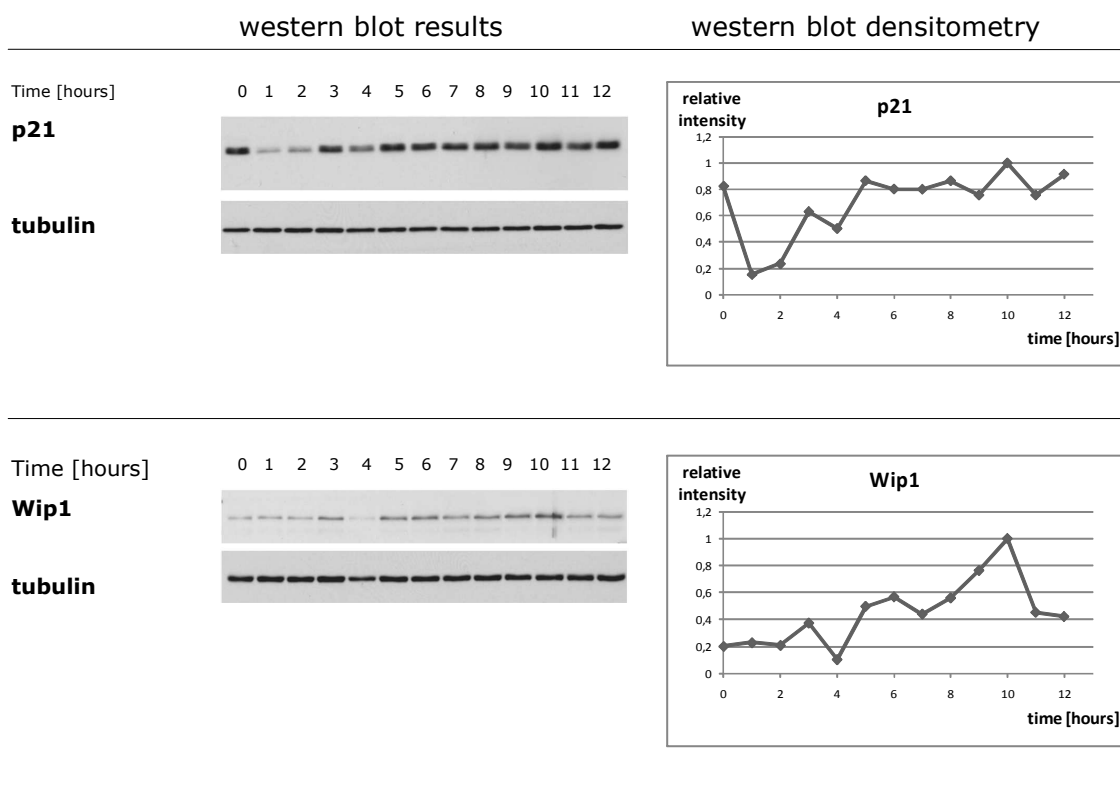 western blot results western blot densitometry
Time [hours] 0 1 2 3 4 5 6 7 8 9 10 11 12
p21
tubulin
relative intensity
p21
1,2
1
0,8
0,6
0,4
0,2
0
0 2 4 6 8 10 12
time [hours]
Time [hours] 0 1 2 3 4 5 6 7 8 9 10 11 12
Wip1
tubulin
relative intensity
Wip1
1,2
1
0,8
0,6
0,4
0,2
0
0 2 4 6 8 10 12
time [hours]